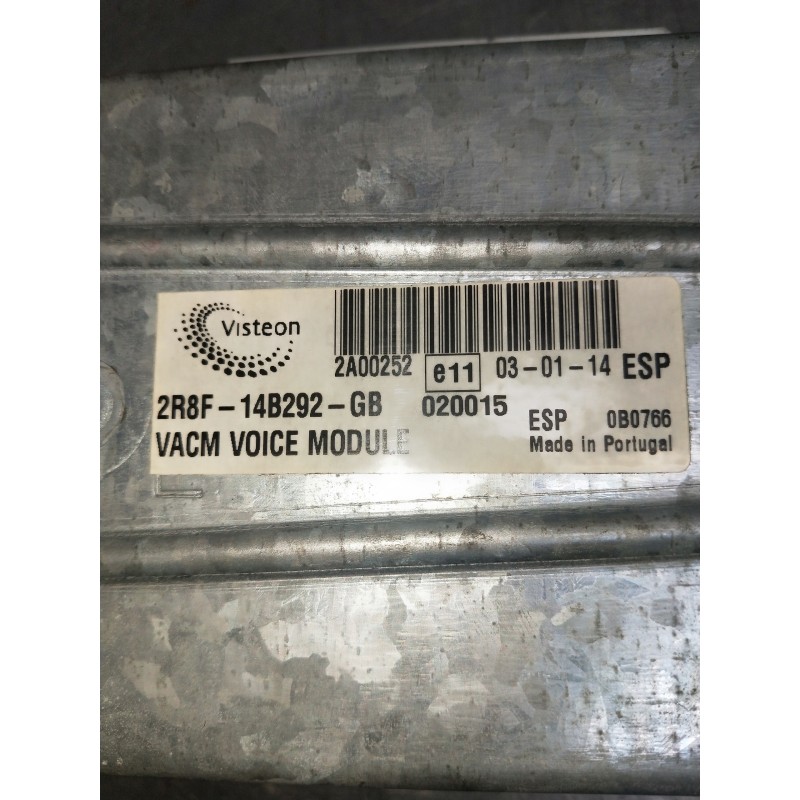 Visteon
2A00252 e11 03-01-14 ESP
2R8F-14B292-GB 020015 ESP 0B0766
VACM VOICE MODULE Made in Portugal